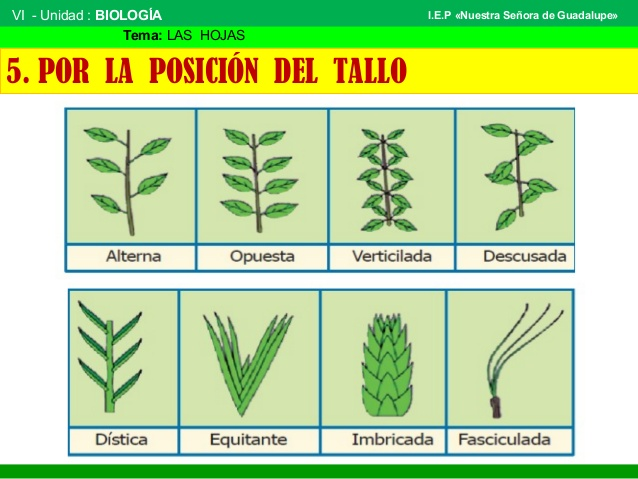 VI - Unidad : BIOLOGÌA
I.E.P «Nuestra Señora de Guadalupe»
Tema: LAS HOJAS
5. POR LA POSICIÓN DEL TALLO
Alterna Opuesta Verticilada Descusada
Dística Equitante Imbricada Fasciculada